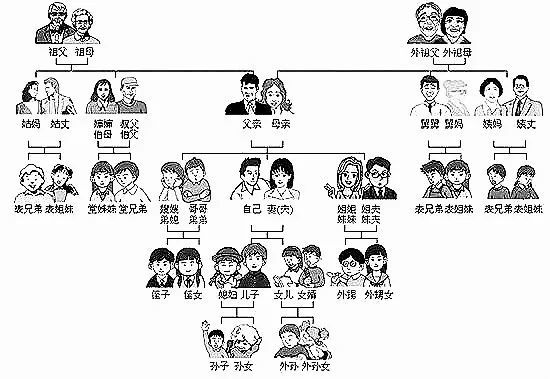 祖父 祖母 外祖父 外祖母
姑妈 姑丈 婶婶 叔父 父亲 母亲 舅舅 舅妈 姨妈 姨丈
伯母 伯父
表兄弟 表姐妹 堂姊妹 堂兄弟 嫂嫂 哥哥 自己 妻(夫) 姐姐 姐夫 表兄弟 表姐妹 表兄弟 表姐妹
弟媳 弟弟 妹妹 妹夫
侄子 侄女 媳妇 儿子 女儿 女婿 外甥 外甥女
孙子 孙女 外孙 外孙女